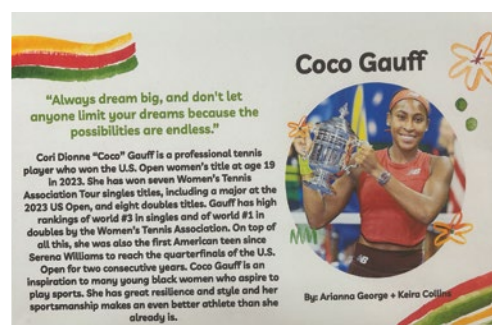 Coco Gauff
“Always dream big, and don't let
anyone limit your dreams because the
possibilities are endless.”
Cori Dionne “Coco” Gauff is a professional tennis
player who won the U.S. Open women's title at age 19
in 2023. She has won seven Women's Tennis
Association Tour singles titles, including a major at the
2023 US Open, and eight doubles titles. Gauff has high
rankings of world #3 in singles and of world #1 in
doubles by the Women's Tennis Association. On top of
all this, she was also the first American teen since
Serena Williams to reach the quarterfinals of the U.S.
Open for two consecutive years. Coco Gauff is an
inspiration to many young black women who aspire to
play sports. She has great resilience and style and her
sportsmanship makes an even better athlete than she
already is.
By: Arianna George + Keira Collins